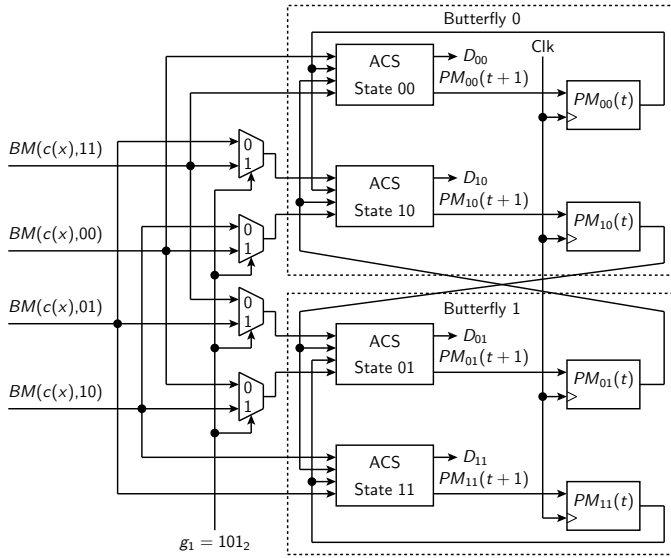 Butterfly 0
ACS
State 00
D₀₀
PM₀₀(t + 1)
Clk
PM₀₀(t)
BM(c(x),11)
0
1
ACS
State 10
D₁₀
PM₁₀(t + 1)
PM₁₀(t)
BM(c(x),00)
0
1
BM(c(x),01)
0
1
Butterfly 1
ACS
State 01
D₀₁
PM₀₁(t + 1)
PM₀₁(t)
BM(c(x),10)
0
1
ACS
State 11
D₁₁
PM₁₁(t + 1)
PM₁₁(t)
g₁ = 101₂